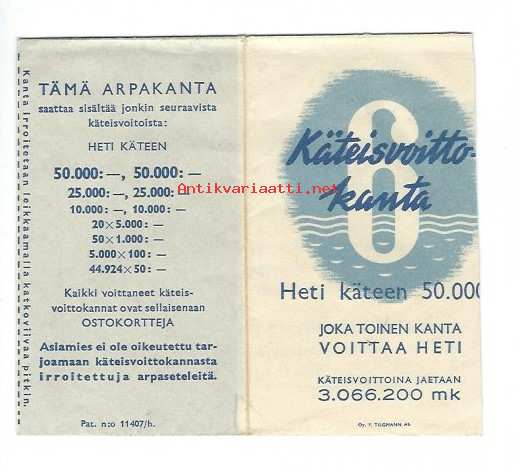 Kanta irroitetaan leikkaamalla katkoviivaa pitkin.
TÄMÄ ARPAKANTA
saattaa sisältää jonkin seuraavista
käteisvoitoista:
HETI KÄTEEN
50.000:—, 50.000: —
25.000: —, 25.000: —
10.000: —, 10.000: —
20 × 5.000: —
50 × 1.000: —
5.000 × 100: —
44.924 × 50: —
Kaikki voittaneet käteis-
voittokannat ovat sellaisenaan
OSTOKORTTEJA
Asiamies ei ole oikeutettu tar-
joamaan käteisvoittokannasta
irroitettuja arpaseteleitä.
Pat. n:o 11407/h.
6
Käteisvoitto-
kanta
Heti käteen 50.000
JOKA TOINEN KANTA
VOITTAA HETI
KÄTEISVOITTOINA JAETAAN
3.066.200 mk
Oy. F. TILGMANN Ab.
Antikvariaatti.net